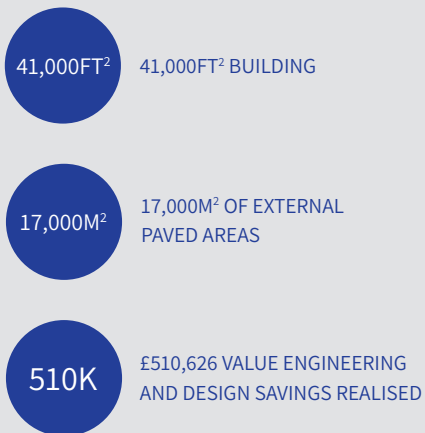 41,000FT²
41,000FT² BUILDING
17,000M²
17,000M² OF EXTERNAL
PAVED AREAS
510K
£510,626 VALUE ENGINEERING
AND DESIGN SAVINGS REALISED